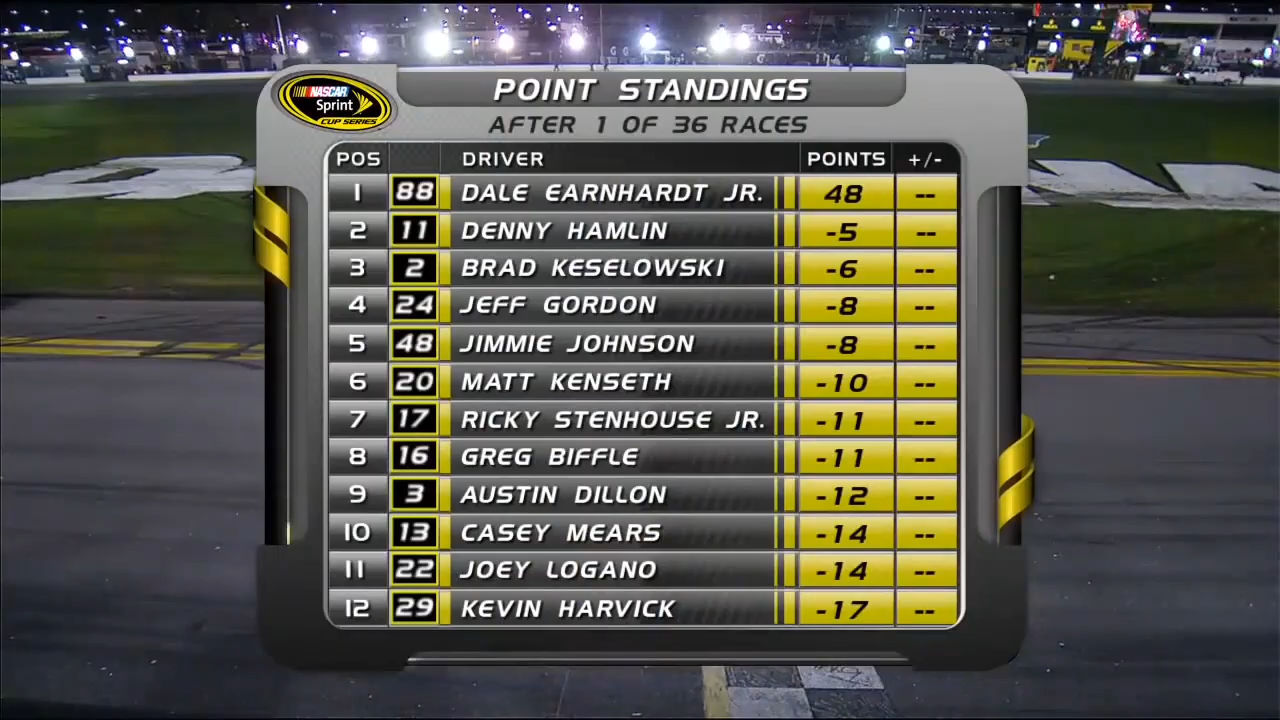 POINT STANDINGS
NASCAR
Sprint
CUP SERIES
AFTER 1 OF 36 RACES
POS DRIVER POINTS +/-
1 88 DALE EARNHARDT JR. 48 --
2 11 DENNY HAMLIN -5 --
3 2 BRAD KESELOWSKI -6 --
4 24 JEFF GORDON -8 --
5 48 JIMMIE JOHNSON -8 --
6 20 MATT KENSETH -10 --
7 17 RICKY STENHOUSE JR. -11 --
8 16 GREG BIFFLE -11 --
9 3 AUSTIN DILLON -12 --
10 13 CASEY MEARS -14 --
11 22 JOEY LOGANO -14 --
12 29 KEVIN HARVICK -17 --